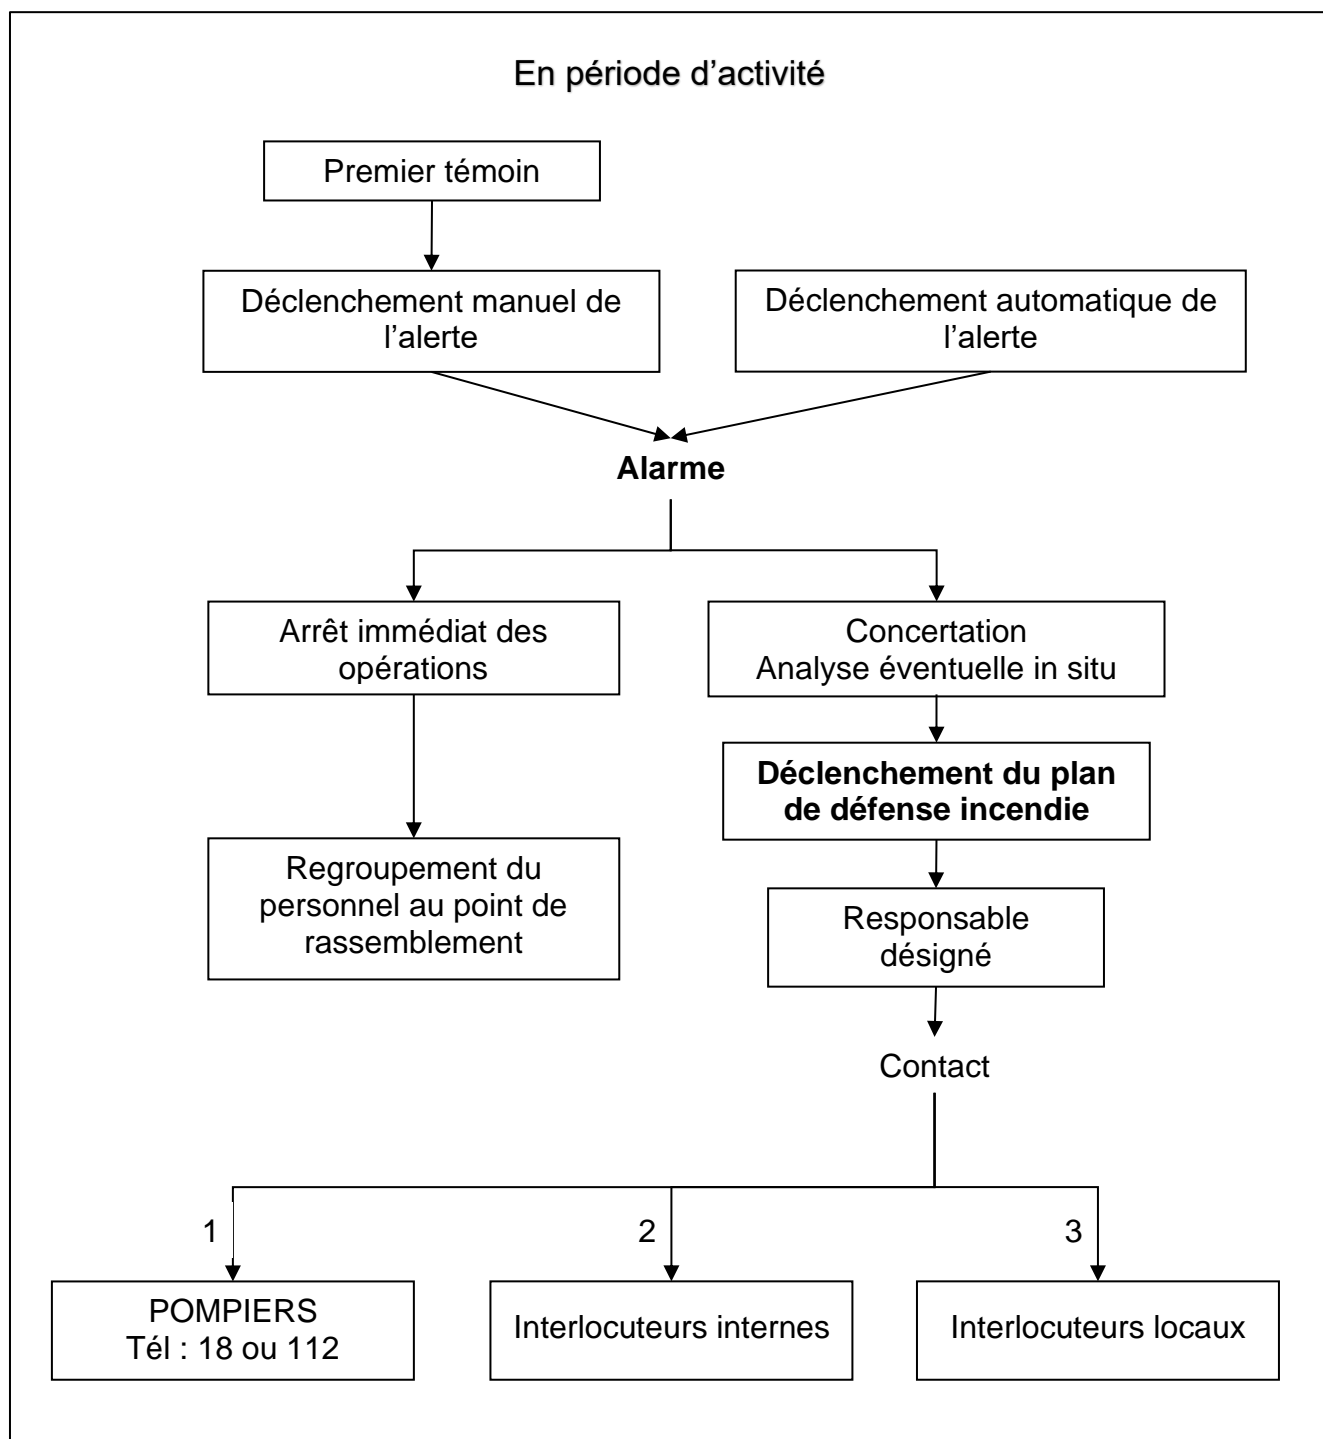 En période d’activité
Premier témoin
Déclenchement manuel de
l’alerte
Déclenchement automatique de
l’alerte
Alarme
Arrêt immédiat des
opérations
Concertation
Analyse éventuelle in situ
Déclenchement du plan
de défense incendie
Regroupement du
personnel au point de
rassemblement
Responsable
désigné
Contact
1
2
3
POMPIERS
Tél : 18 ou 112
Interlocuteurs internes
Interlocuteurs locaux